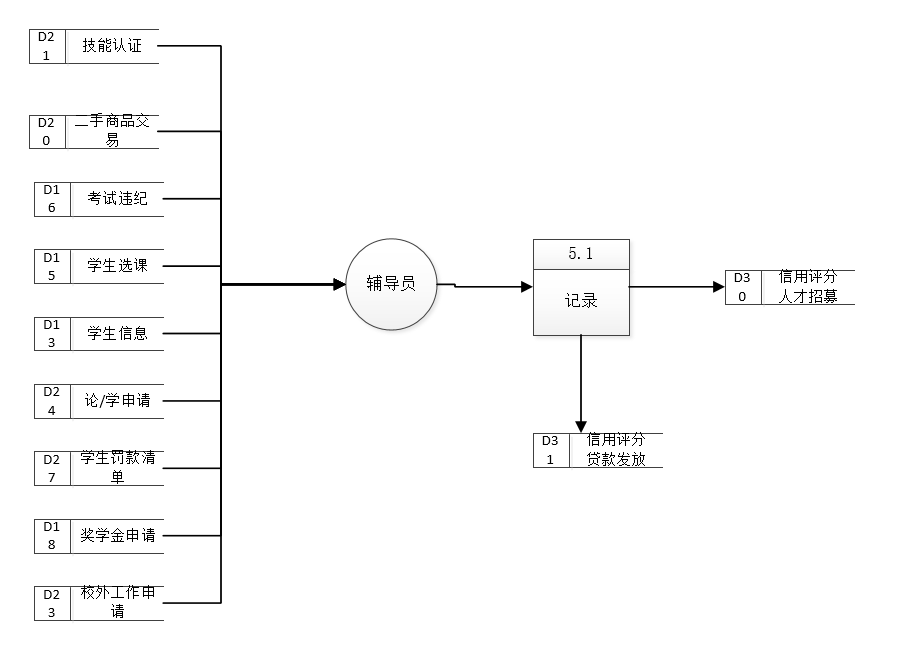 D2
1
技能认证
D2
0
二手商品交
易
D1
6
考试违纪
D1
5
学生选课
D1
3
学生信息
D2
4
论/学申请
D2
7
学生罚款清
单
D1
8
奖学金申请
D2
3
校外工作申
请
辅导员
5.1
记录
D3
0
信用评分
人才招募
D3
1
信用评分
贷款发放